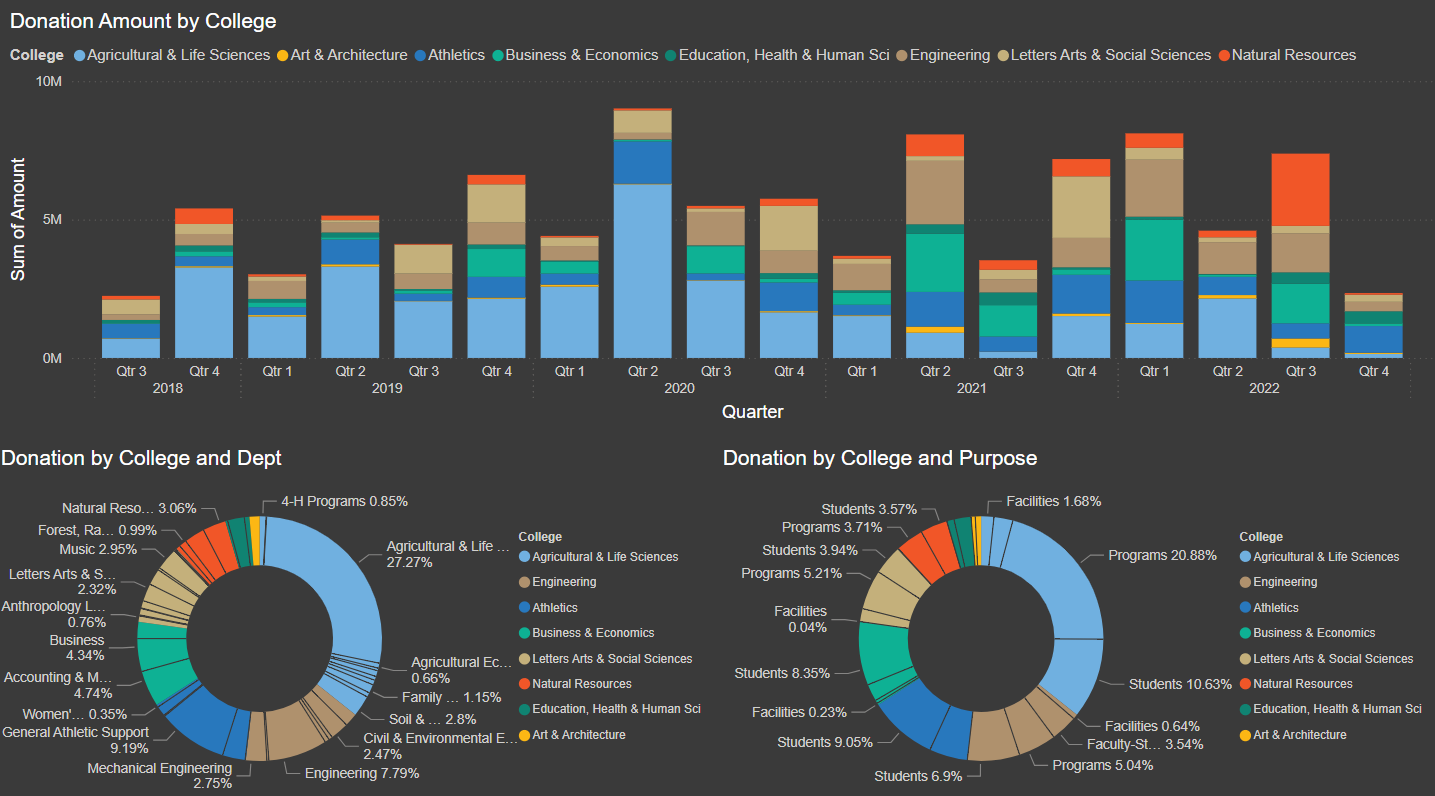 Donation Amount by College
College Agricultural & Life Sciences Art & Architecture Athletics Business & Economics Education, Health & Human Sci Engineering Letters Arts & Social Sciences Natural Resources
10M
5M
0M
Sum of Amount
Qtr 3 Qtr 4 Qtr 1 Qtr 2 Qtr 3 Qtr 4 Qtr 1 Qtr 2 Qtr 3 Qtr 4 Qtr 1 Qtr 2 Qtr 3 Qtr 4 Qtr 1 Qtr 2 Qtr 3 Qtr 4
2018 2019 2020 2021 2022
Quarter
Donation by College and Dept
4-H Programs 0.85%
Agricultural & Life ...
27.27%
Agricultural Ec...
0.66%
Family ... 1.15%
Soil & ... 2.8%
Civil & Environmental E...
2.47%
Engineering 7.79%
Mechanical Engineering
2.75%
General Athletic Support
9.19%
Women'... 0.35%
Accounting & M...
4.74%
Business
4.34%
Anthropology L...
0.76%
Letters Arts & S...
2.32%
Music 2.95%
Forest, Ra... 0.99%
Natural Reso... 3.06%
College
Agricultural & Life Sciences
Engineering
Athletics
Business & Economics
Letters Arts & Social Sciences
Natural Resources
Education, Health & Human Sci
Art & Architecture
Donation by College and Purpose
Facilities 1.68%
Programs 20.88%
Students 10.63%
Facilities 0.64%
Faculty-St... 3.54%
Programs 5.04%
Students 6.9%
Students 9.05%
Facilities 0.23%
Students 8.35%
Facilities
0.04%
Programs 5.21%
Students 3.94%
Programs 3.71%
Students 3.57%
College
Agricultural & Life Sciences
Engineering
Athletics
Business & Economics
Letters Arts & Social Sciences
Natural Resources
Education, Health & Human Sci
Art & Architecture